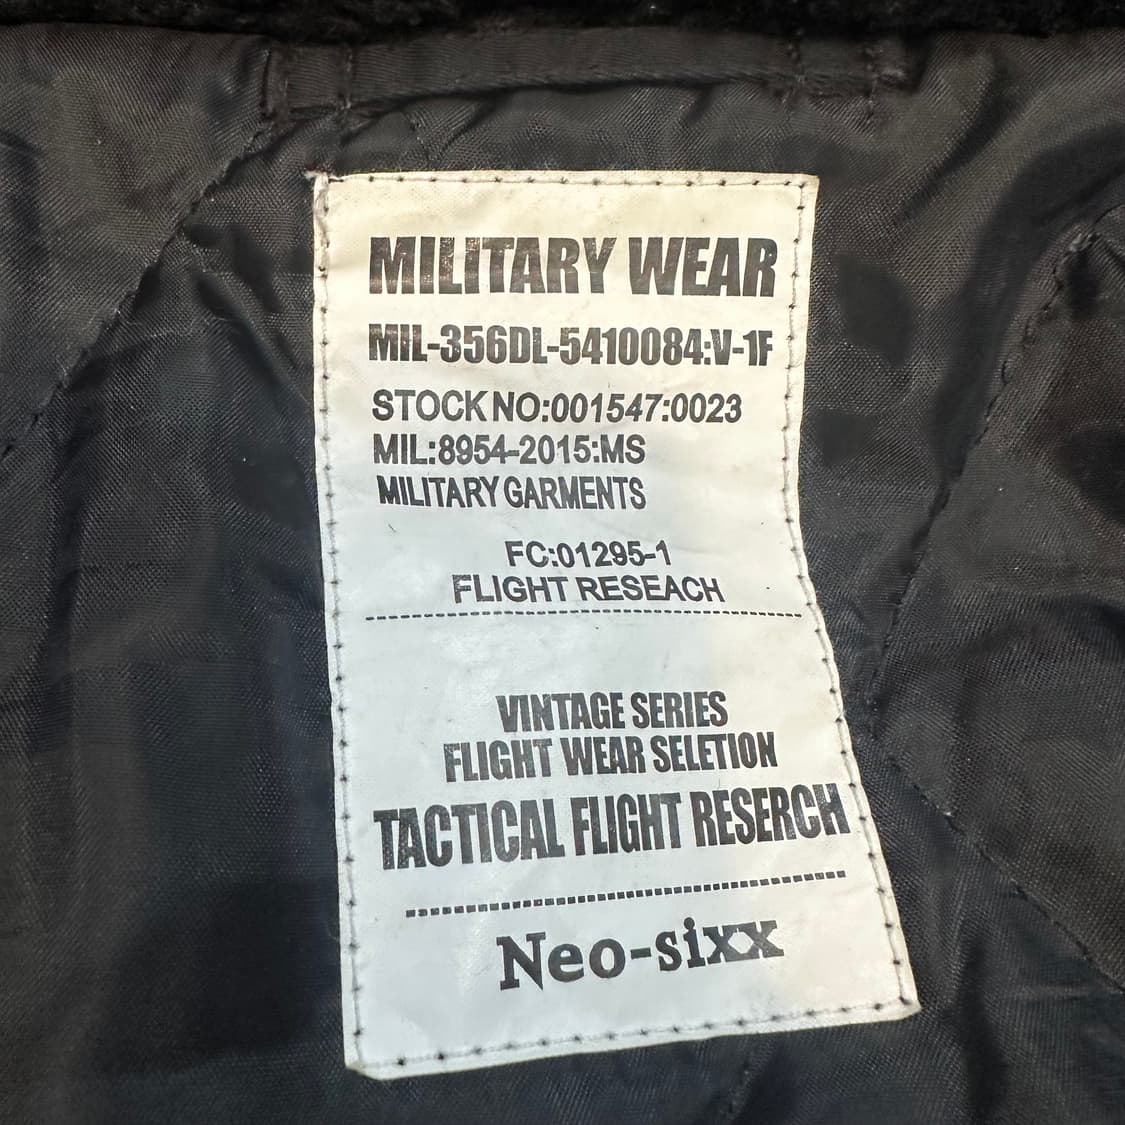 MILITARY WEAR
MIL-356DL-5410084:V-1F
STOCK NO:001547:0023
MIL:8954-2015:MS
MILITARY GARMENTS
FC:01295-1
FLIGHT RESEACH
VINTAGE SERIES
FLIGHT WEAR SELETION
TACTICAL FLIGHT RESERCH
Neo-sixx